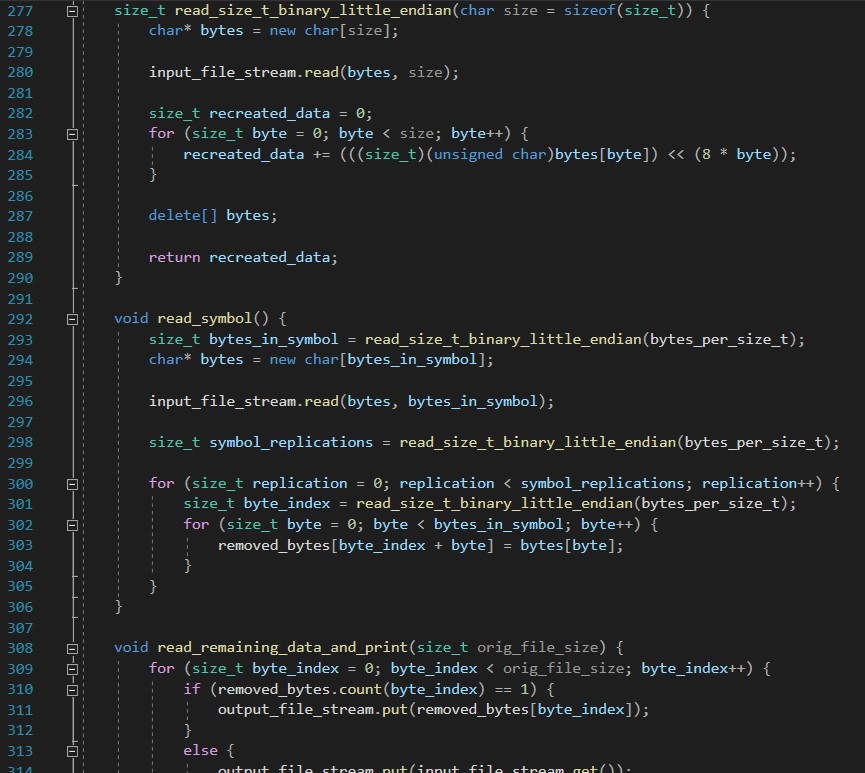 277 size_t read_size_t_binary_little_endian(char size = sizeof(size_t)) {
278 char* bytes = new char[size];
279
280 input_file_stream.read(bytes, size);
281
282 size_t recreated_data = 0;
283 for (size_t byte = 0; byte < size; byte++) {
284 recreated_data += (((size_t)(unsigned char)bytes[byte]) << (8 * byte));
285 }
286
287 delete[] bytes;
288
289 return recreated_data;
290 }
291
292 void read_symbol() {
293 size_t bytes_in_symbol = read_size_t_binary_little_endian(bytes_per_size_t);
294 char* bytes = new char[bytes_in_symbol];
295
296 input_file_stream.read(bytes, bytes_in_symbol);
297
298 size_t symbol_replications = read_size_t_binary_little_endian(bytes_per_size_t);
299
300 for (size_t replication = 0; replication < symbol_replications; replication++) {
301 size_t byte_index = read_size_t_binary_little_endian(bytes_per_size_t);
302 for (size_t byte = 0; byte < bytes_in_symbol; byte++) {
303 removed_bytes[byte_index + byte] = bytes[byte];
304 }
305 }
306 }
307
308 void read_remaining_data_and_print(size_t orig_file_size) {
309 for (size_t byte_index = 0; byte_index < orig_file_size; byte_index++) {
310 if (removed_bytes.count(byte_index) == 1) {
311 output_file_stream.put(removed_bytes[byte_index]);
312 }
313 else {
314 output_file_stream.put(input_file_stream.get());